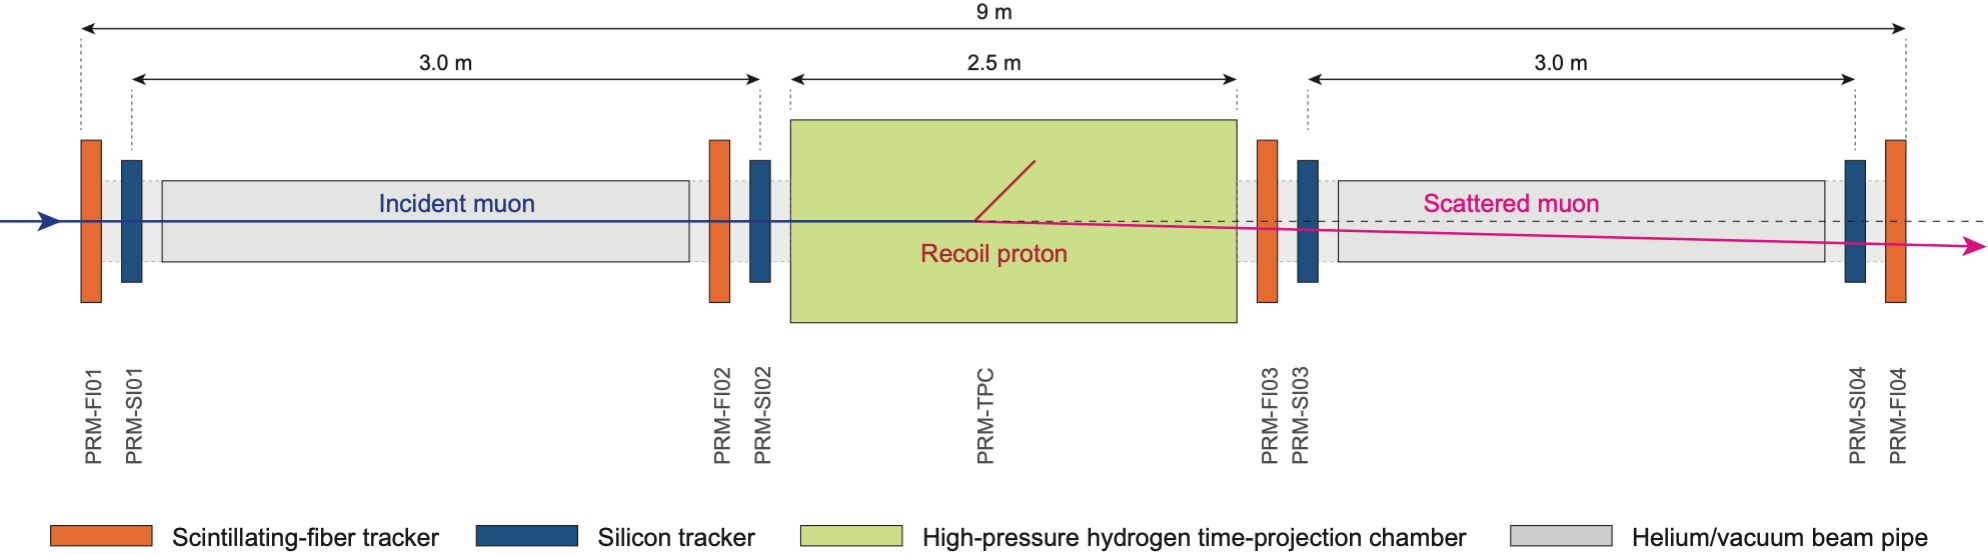 9 m
3.0 m
2.5 m
3.0 m
Incident muon
Scattered muon
Recoil proton
PRM-FI01
PRM-SI01
PRM-FI02
PRM-SI02
PRM-TPC
PRM-FI03
PRM-SI03
PRM-SI04
PRM-FI04
Scintillating-fiber tracker
Silicon tracker
High-pressure hydrogen time-projection chamber
Helium/vacuum beam pipe